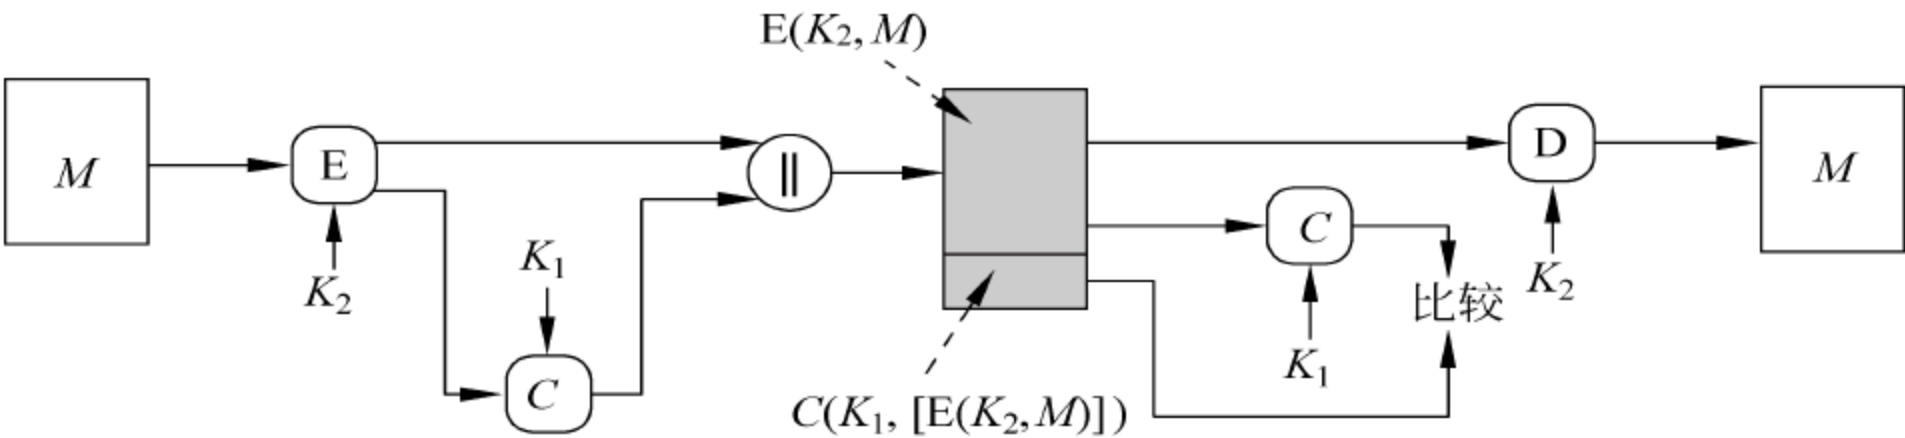 E(K₂, M)
M
E
K₂
K₁
C
||
C(K₁, [E(K₂, M)])
C
K₁
比较
D
K₂
M